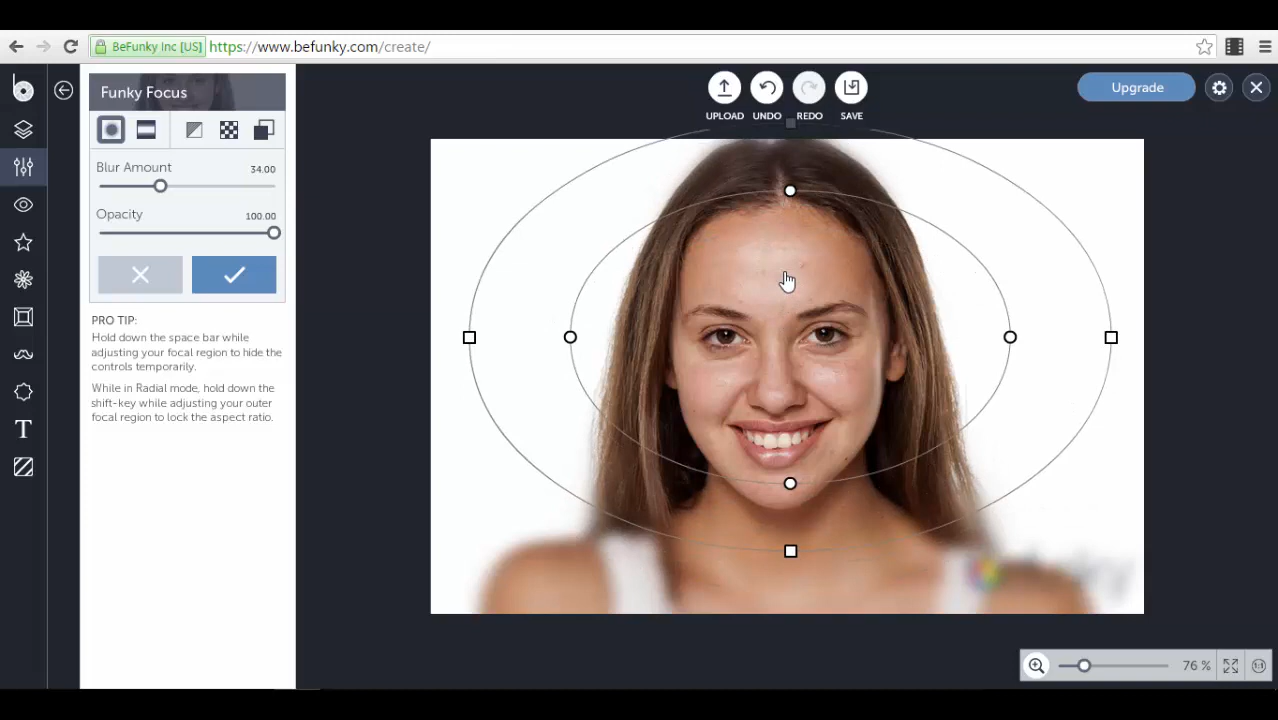 BeFunky Inc [US]
https://www.befunky.com/create/
Funky Focus
Blur Amount
34.00
Opacity
100.00
PRO TIP:
Hold down the space bar while
adjusting your focal region to hide the
controls temporarily.
While in Radial mode, hold down the
shift-key while adjusting your outer
focal region to lock the aspect ratio.
UPLOAD UNDO REDO SAVE
Upgrade
T
76 %
1:1